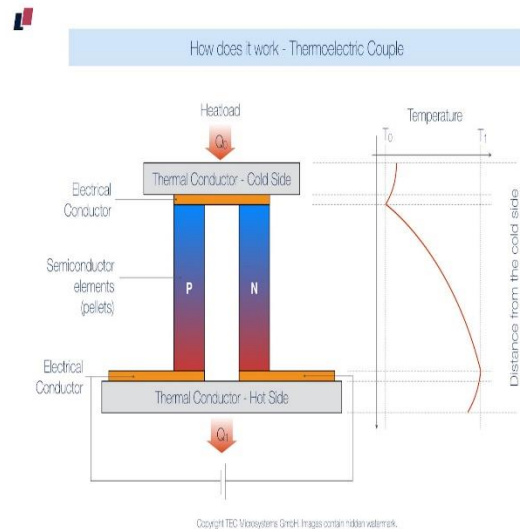 How does it work - Thermoelectric Couple
Heatload
Q₀
Temperature
T₀
T₁
Thermal Conductor - Cold Side
Electrical
Conductor
Semiconductor
elements
(pellets)
P
N
Distance from the cold side
Electrical
Conductor
Thermal Conductor - Hot Side
Q₁
Copyright TEC Microsystems GmbH. Images contain hidden watermark.